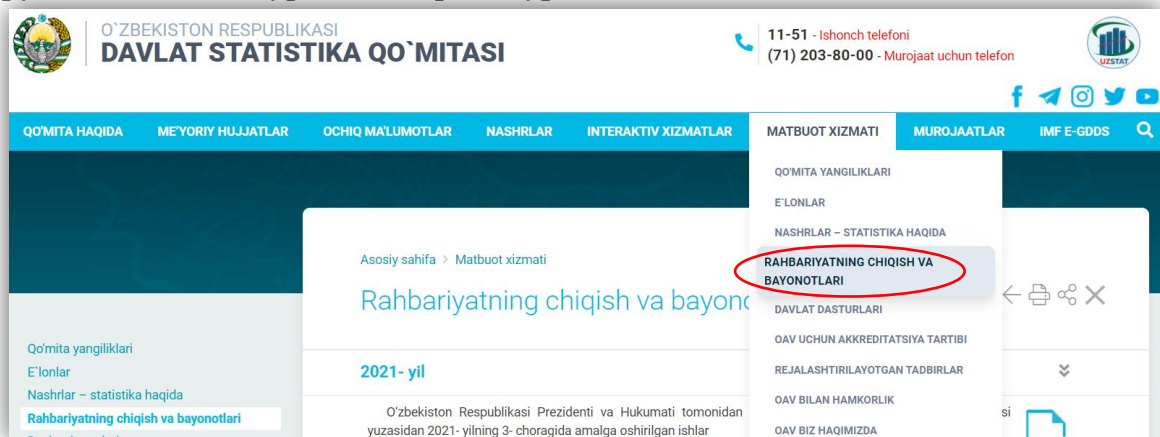 O`ZBEKISTON RESPUBLIKASI
DAVLAT STATISTIKA QO`MITASI
11-51 - Ishonch telefoni
(71) 203-80-00 - Murojaat uchun telefon
UZSTAT
QO'MITA HAQIDA ME'YORIY HUJJATLAR OCHIQ MA'LUMOTLAR NASHRLAR INTERAKTIV XIZMATLAR MATBUOT XIZMATI MUROJAATLAR IMF E-GDDS
QO'MITA YANGILIKLARI
E`LONLAR
NASHRLAR – STATISTIKA HAQIDA
RAHBARIYATNING CHIQISH VA
BAYONOTLARI
DAVLAT DASTURLARI
OAV UCHUN AKKREDITATSIYA TARTIBI
REJALASHTIRILAYOTGAN TADBIRLAR
OAV BILAN HAMKORLIK
OAV BIZ HAQIMIZDA
Asosiy sahifa > Matbuot xizmati
Rahbariyatning chiqish va bayono
2021- yil
O'zbekiston Respublikasi Prezidenti va Hukumati tomonidan
yuzasidan 2021- yilning 3- choragida amalga oshirilgan ishlar
si
Qo'mita yangiliklari
E`lonlar
Nashrlar – statistika haqida
Rahbariyatning chiqish va bayonotlari